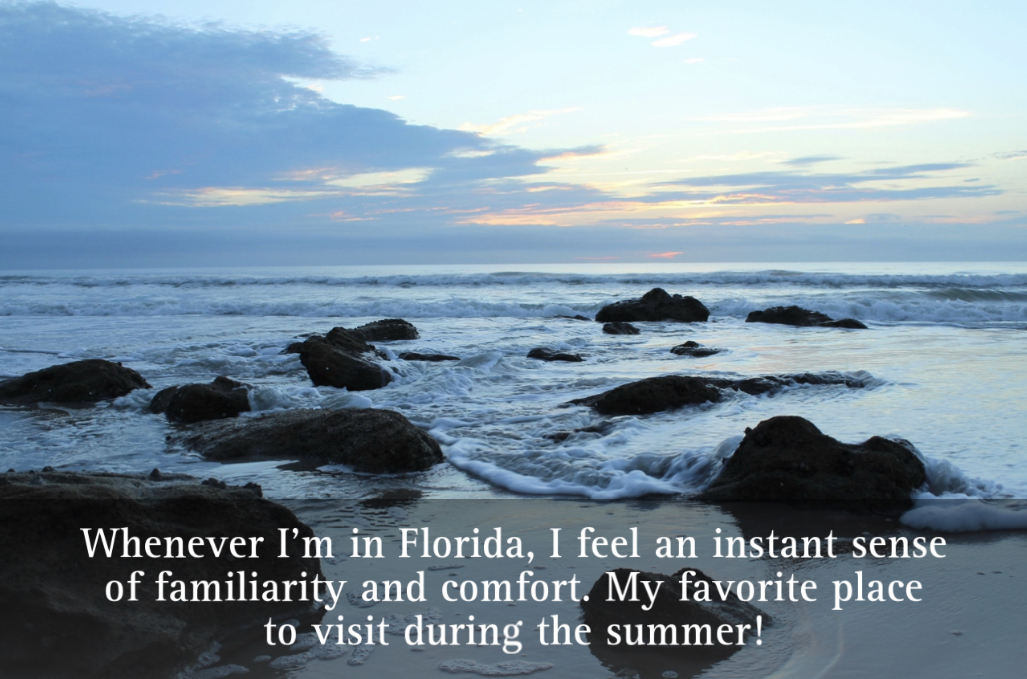 Whenever I’m in Florida, I feel an instant sense
of familiarity and comfort. My favorite place
to visit during the summer!